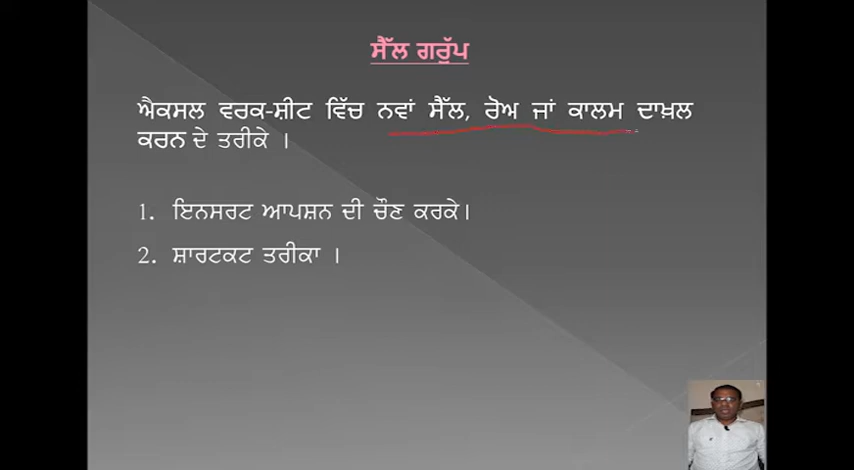 ਸੈੱਲ ਗਰੁੱਪ
ਐਕਸਲ ਵਰਕ-ਸ਼ੀਟ ਵਿੱਚ ਨਵਾਂ ਸੈੱਲ, ਰੋਅ ਜਾਂ ਕਾਲਮ ਦਾਖ਼ਲ
ਕਰਨ ਦੇ ਤਰੀਕੇ ।
1. ਇਨਸਰਟ ਆਪਸ਼ਨ ਦੀ ਚੌਣ ਕਰਕੇ।
2. ਸ਼ਾਰਟਕਟ ਤਰੀਕਾ ।